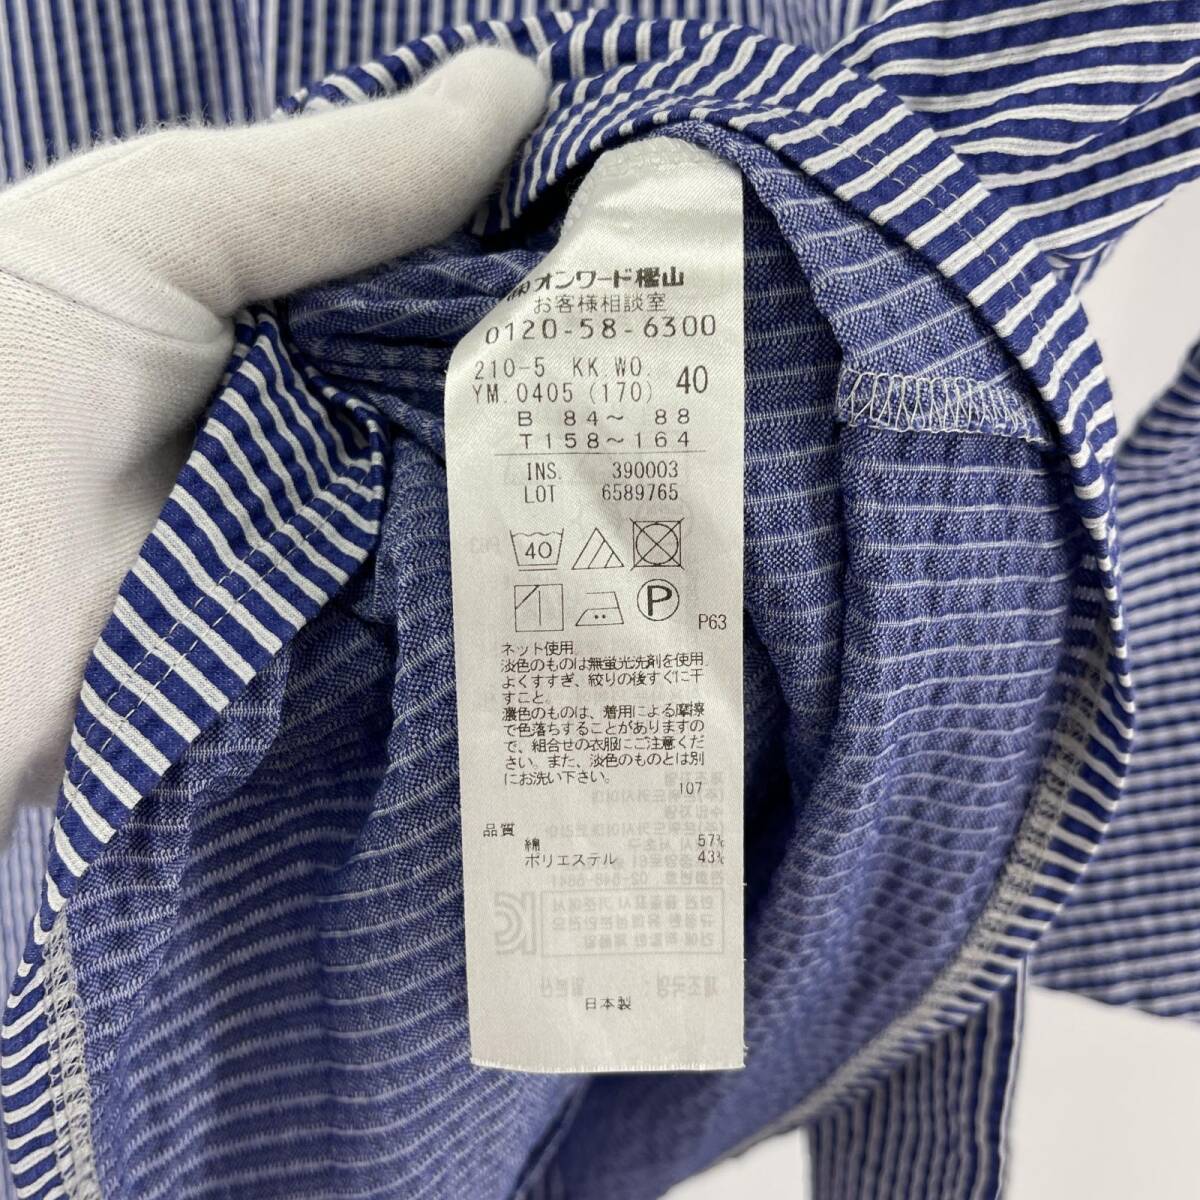 ㈱オンワード樫山
お客様相談室
0120-58-6300
210-5 KK.WO.
YM.0405 (170) 40
B 84〜 88
T158〜164
INS. 390003
LOT 6589765
40
P
P63
ネット使用
淡色のものは無蛍光洗剤を使用
よくすすぎ、絞りの後すぐに干
すこと。
濃色のものは、着用による摩擦
で色落ちすることがありますの
で、組合せの衣服にご注意くだ
さい。また、淡色のものとは別
にお洗い下さい。
107
品質
綿 57%
ポリエステル 43%
日本製